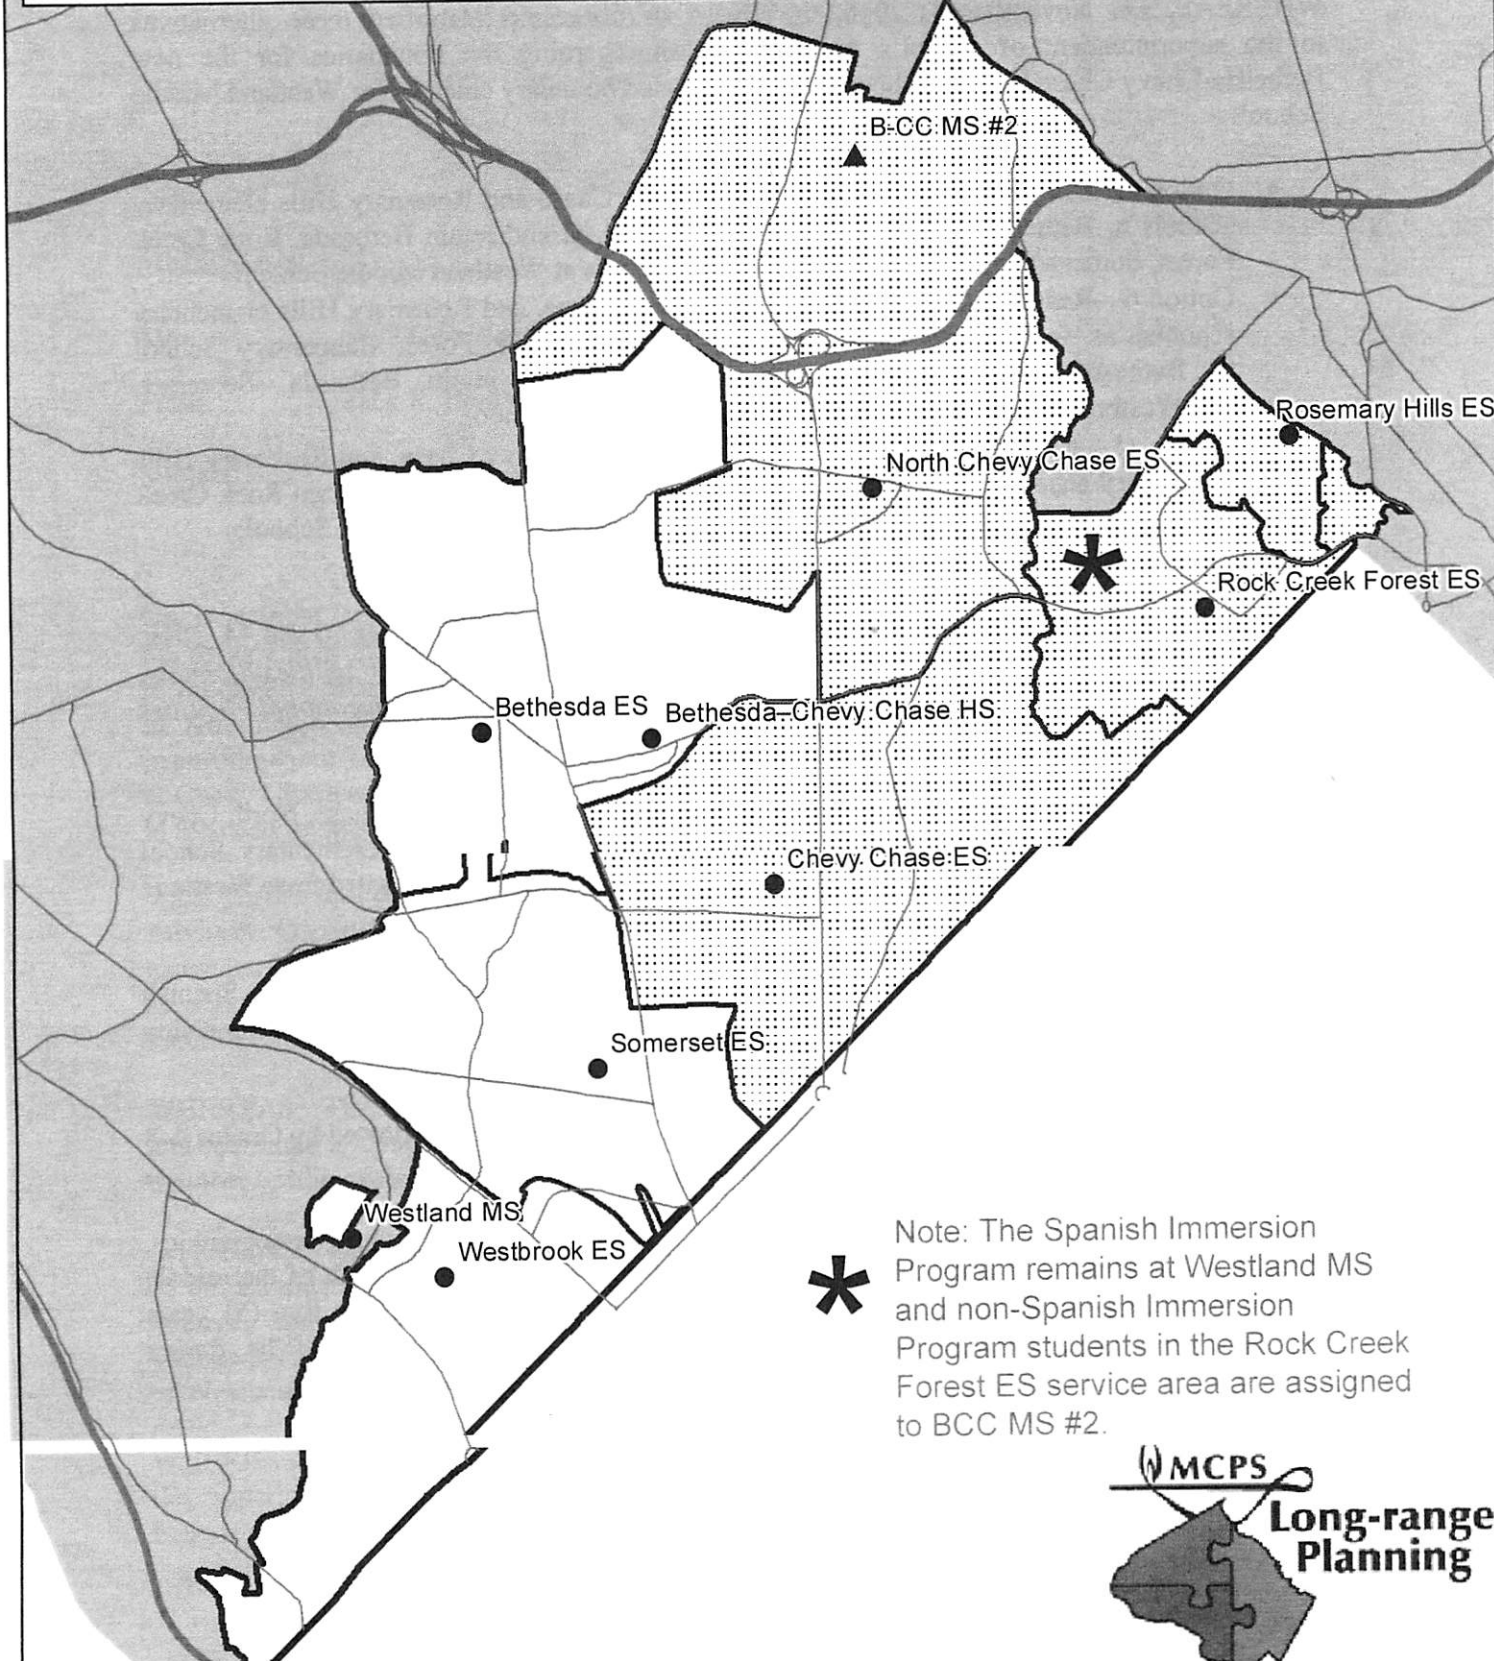 B-CC MS #2
Rosemary Hills ES
North Chevy Chase ES
*
Rock Creek Forest ES
Bethesda ES
Bethesda–Chevy Chase HS
Chevy Chase ES
Somerset ES
Westland MS
Westbrook ES
* Note: The Spanish Immersion
Program remains at Westland MS
and non-Spanish Immersion
Program students in the Rock Creek
Forest ES service area are assigned
to BCC MS #2.
MCPS
Long-range
Planning